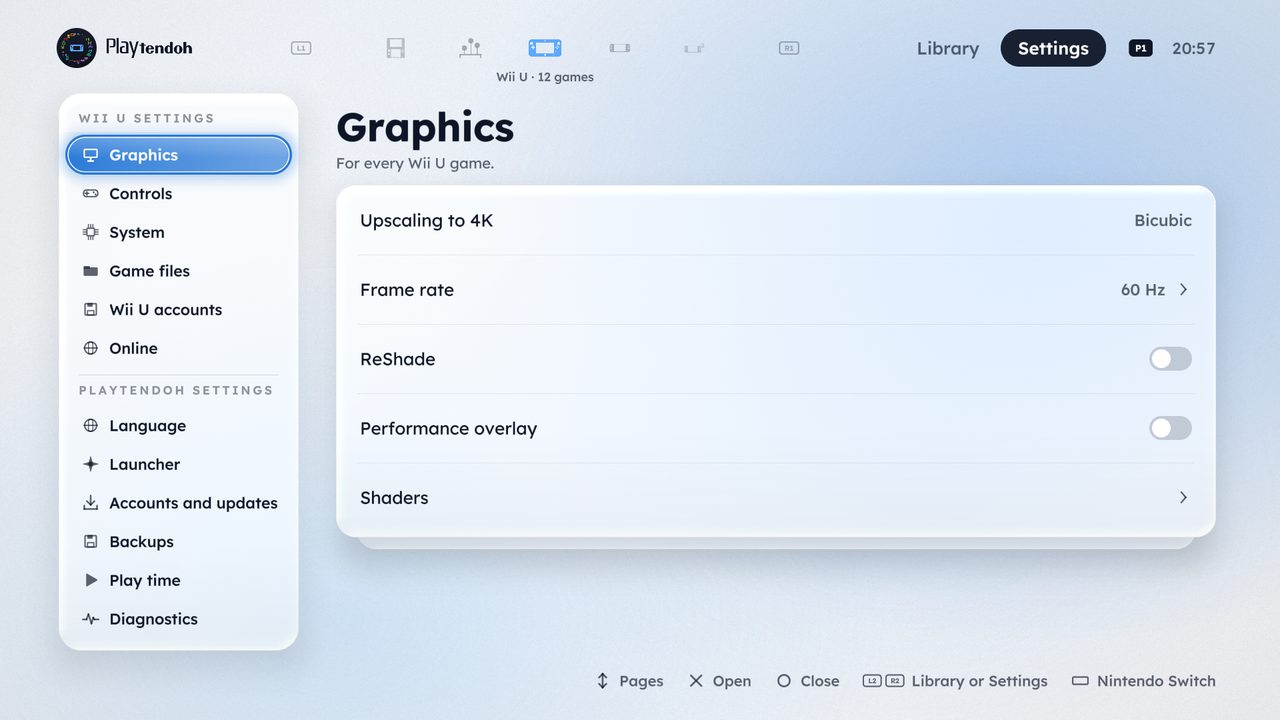 Playtendoh
L1
R1
Library
Settings
P1
20:57
Wii U · 12 games
WII U SETTINGS
Graphics
Controls
System
Game files
Wii U accounts
Online
PLAYTENDOH SETTINGS
Language
Launcher
Accounts and updates
Backups
Play time
Diagnostics
Graphics
For every Wii U game.
Upscaling to 4K
Bicubic
Frame rate
60 Hz
ReShade
Performance overlay
Shaders
Pages
Open
Close
L2 R2 Library or Settings
Nintendo Switch